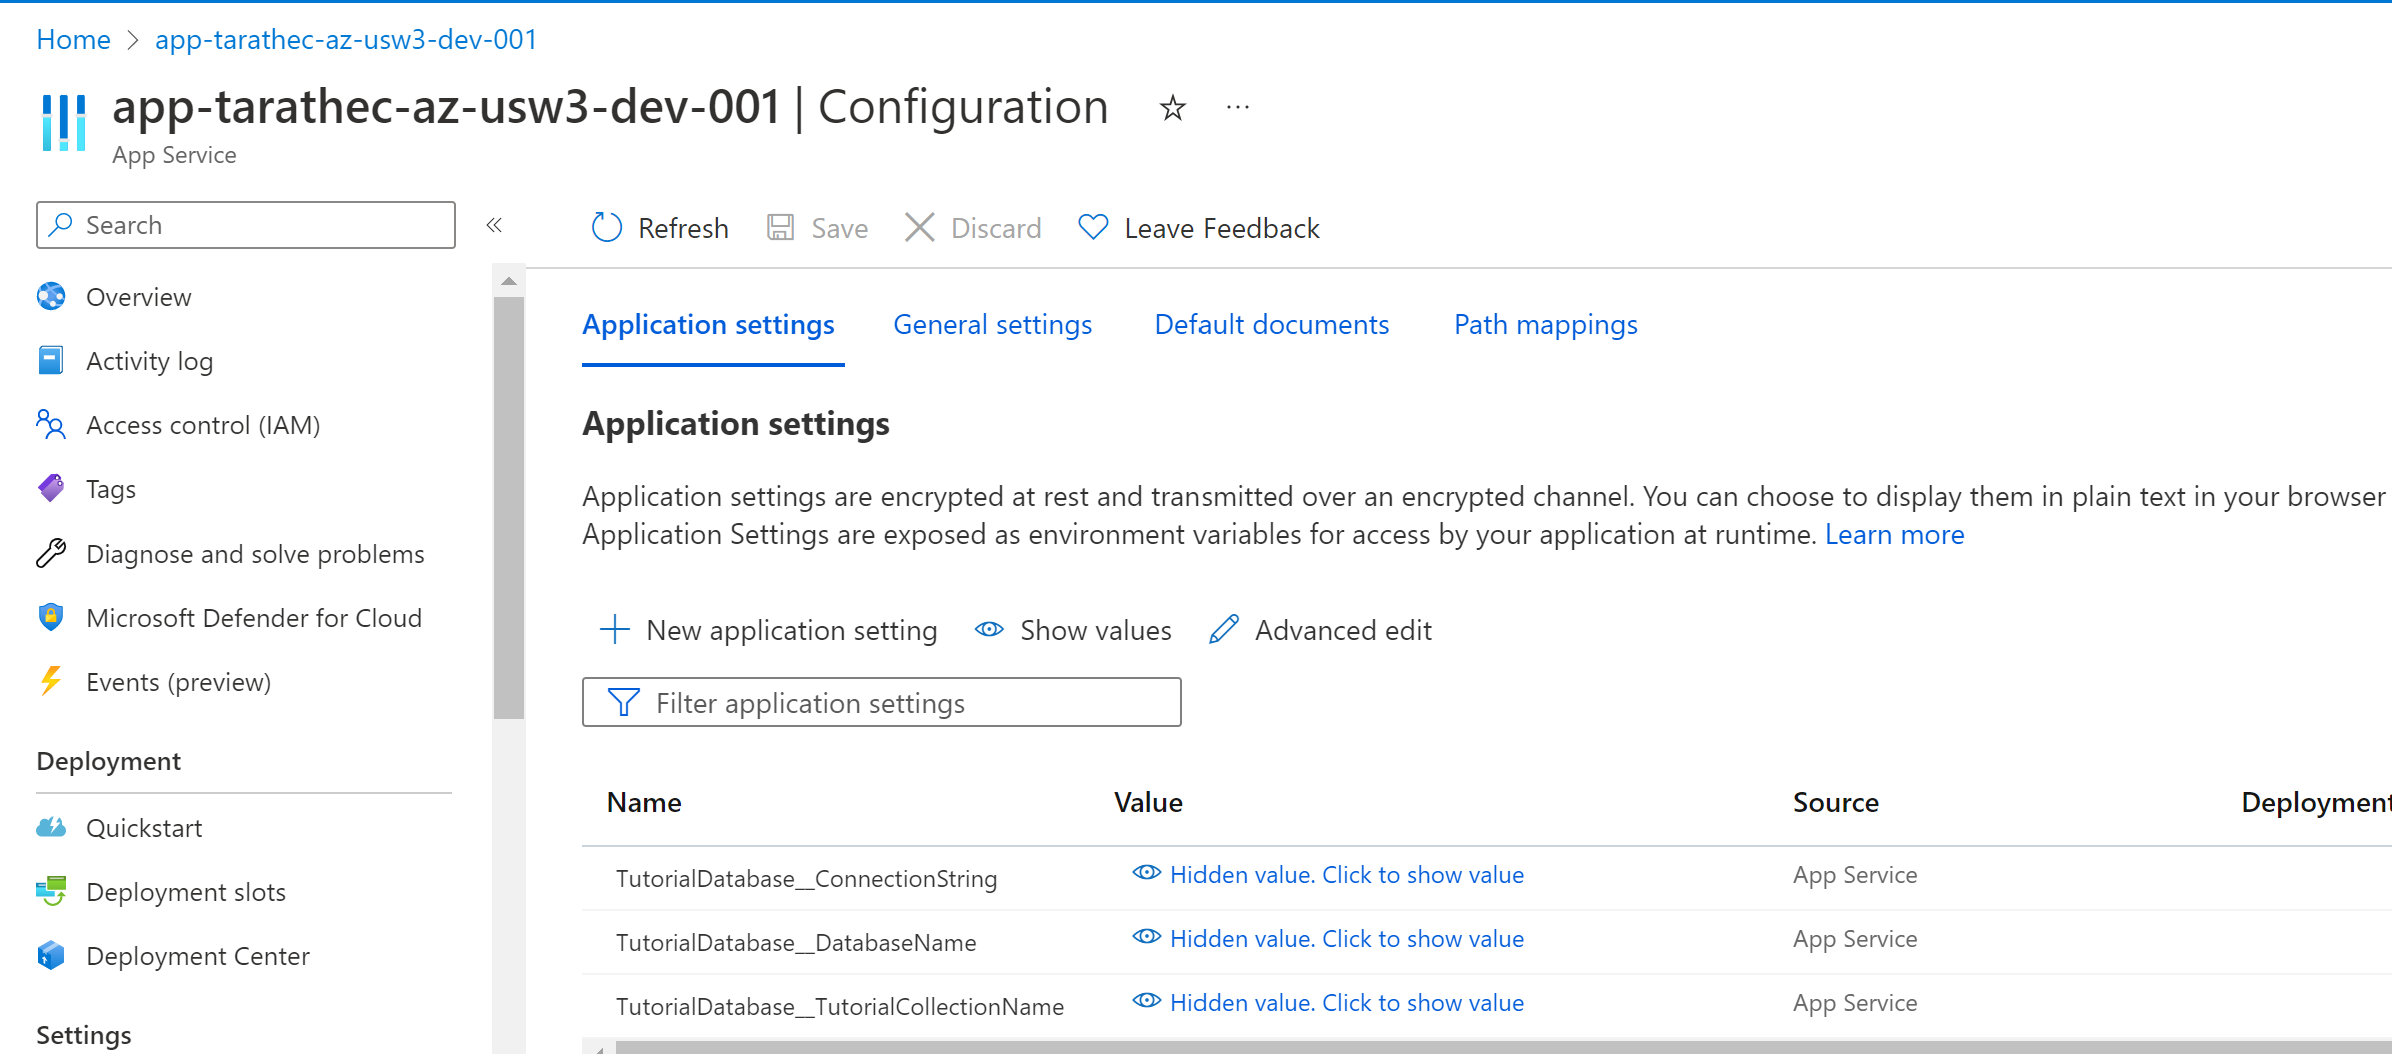 Home > app-tarathec-az-usw3-dev-001
app-tarathec-az-usw3-dev-001 | Configuration
App Service
Search
Refresh Save Discard Leave Feedback
Overview
Activity log
Access control (IAM)
Tags
Diagnose and solve problems
Microsoft Defender for Cloud
Events (preview)
Deployment
Quickstart
Deployment slots
Deployment Center
Settings
Application settings General settings Default documents Path mappings
Application settings
Application settings are encrypted at rest and transmitted over an encrypted channel. You can choose to display them in plain text in your browser
Application Settings are exposed as environment variables for access by your application at runtime. Learn more
New application setting Show values Advanced edit
Filter application settings
Name Value Source Deployment
TutorialDatabase__ConnectionString Hidden value. Click to show value App Service
TutorialDatabase__DatabaseName Hidden value. Click to show value App Service
TutorialDatabase__TutorialCollectionName Hidden value. Click to show value App Service